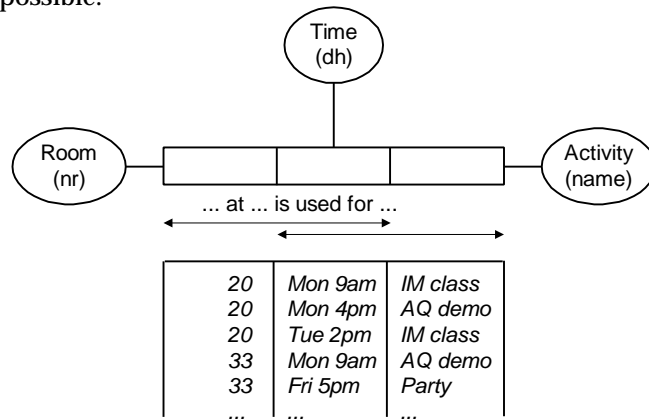 possible.
Time
(dh)
Room
(nr)
Activity
(name)
... at ... is used for ...
20 Mon 9am IM class
20 Mon 4pm AQ demo
20 Tue 2pm IM class
33 Mon 9am AQ demo
33 Fri 5pm Party
... ... ...